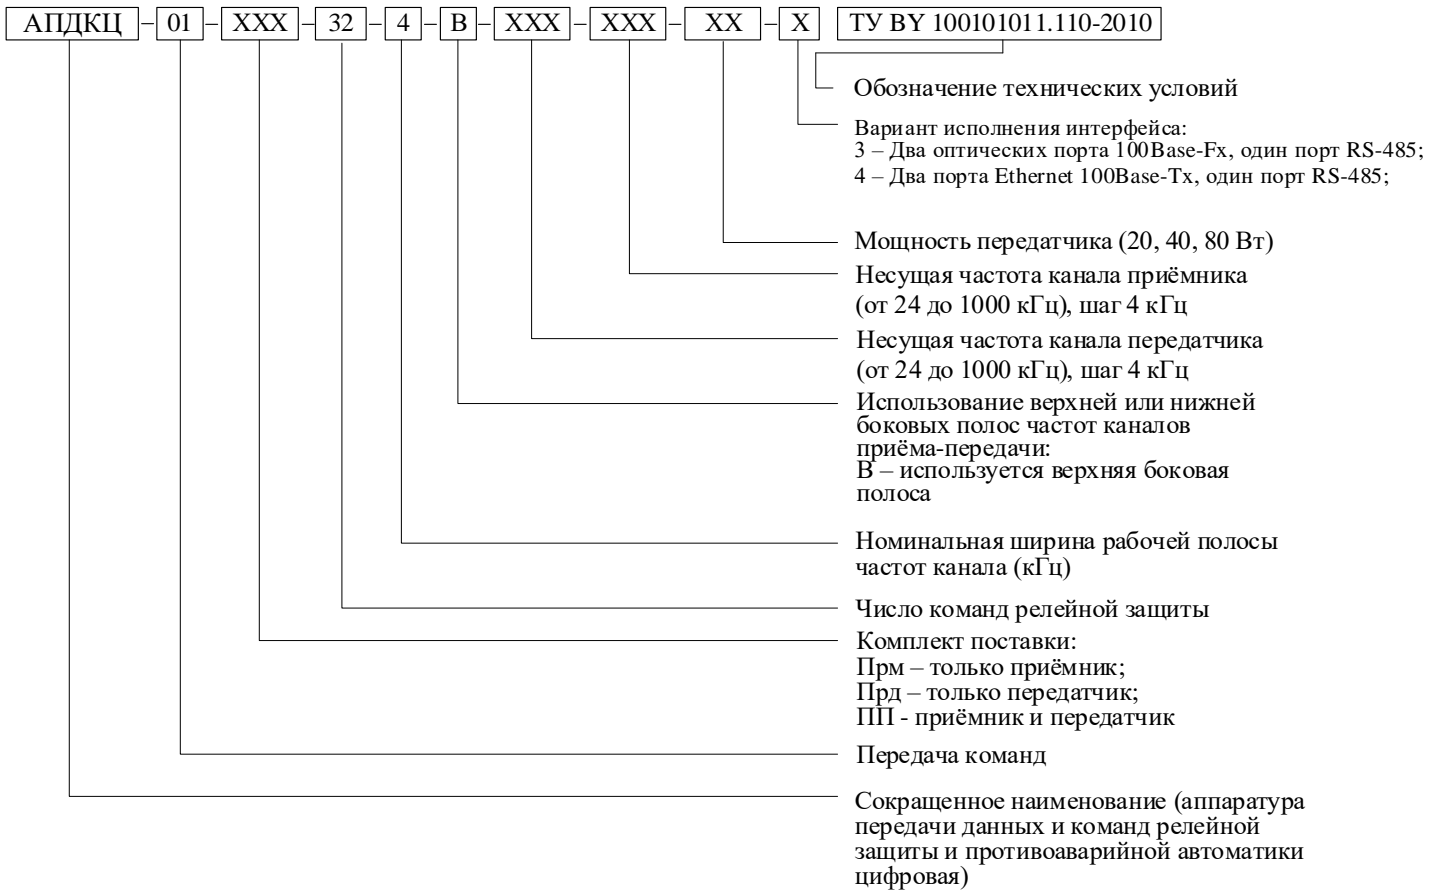 АПДКЦ – 01 – ХХХ – 32 – 4 – В – ХХХ – ХХХ – ХХ – Х ТУ BY 100101011.110-2010
Обозначение технических условий
Вариант исполнения интерфейса:
3 – Два оптических порта 100Base-Fx, один порт RS-485;
4 – Два порта Ethernet 100Base-Tx, один порт RS-485;
Мощность передатчика (20, 40, 80 Вт)
Несущая частота канала приёмника
(от 24 до 1000 кГц), шаг 4 кГц
Несущая частота канала передатчика
(от 24 до 1000 кГц), шаг 4 кГц
Использование верхней или нижней
боковых полос частот каналов
приёма-передачи:
В – используется верхняя боковая
полоса
Номинальная ширина рабочей полосы
частот канала (кГц)
Число команд релейной защиты
Комплект поставки:
Прм – только приёмник;
Прд – только передатчик;
ПП - приёмник и передатчик
Передача команд
Сокращенное наименование (аппаратура
передачи данных и команд релейной
защиты и противоаварийной автоматики
цифровая)